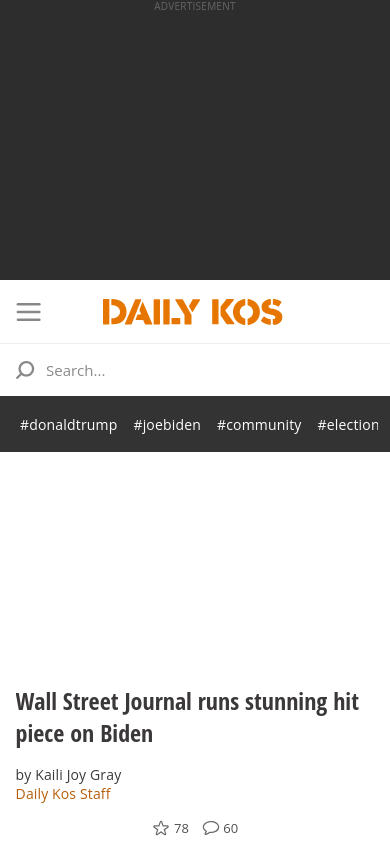 ADVERTISEMENT
DAILY KOS
Search...
#donaldtrump #joebiden #community #election
Wall Street Journal runs stunning hit
piece on Biden
by Kaili Joy Gray
Daily Kos Staff
78 60